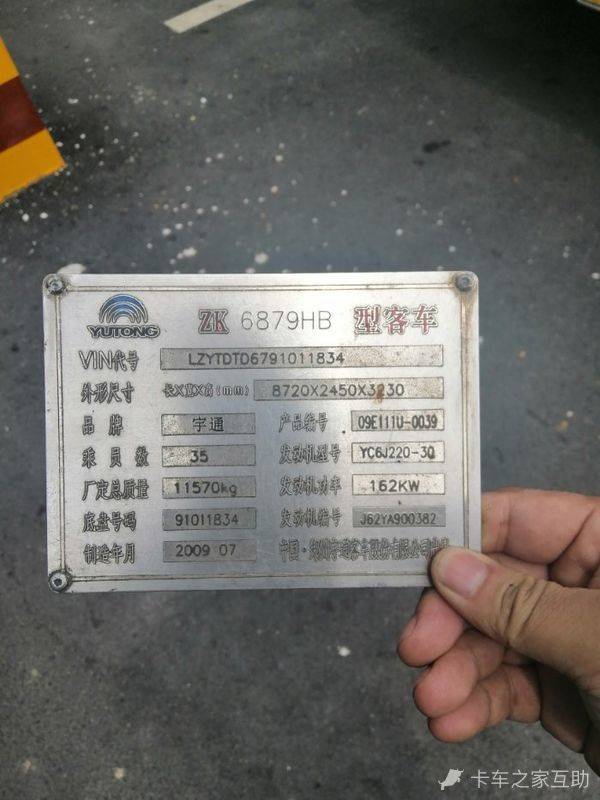 YUTONG ZK 6879HB 型客车
VIN代号 LZYTDTD6791011834
外形尺寸 长X宽X高(mm) 8720X2450X3230
品牌 宇通 产品编号 09E111U-0039
乘员数 35 发动机型号 YC6J220-30
厂定总质量 11570kg 发动机功率 162KW
底盘号码 91011834 发动机编号 J62YA900382
制造年月 2009 07 中国·郑州宇通客车股份有限公司
卡车之家互助